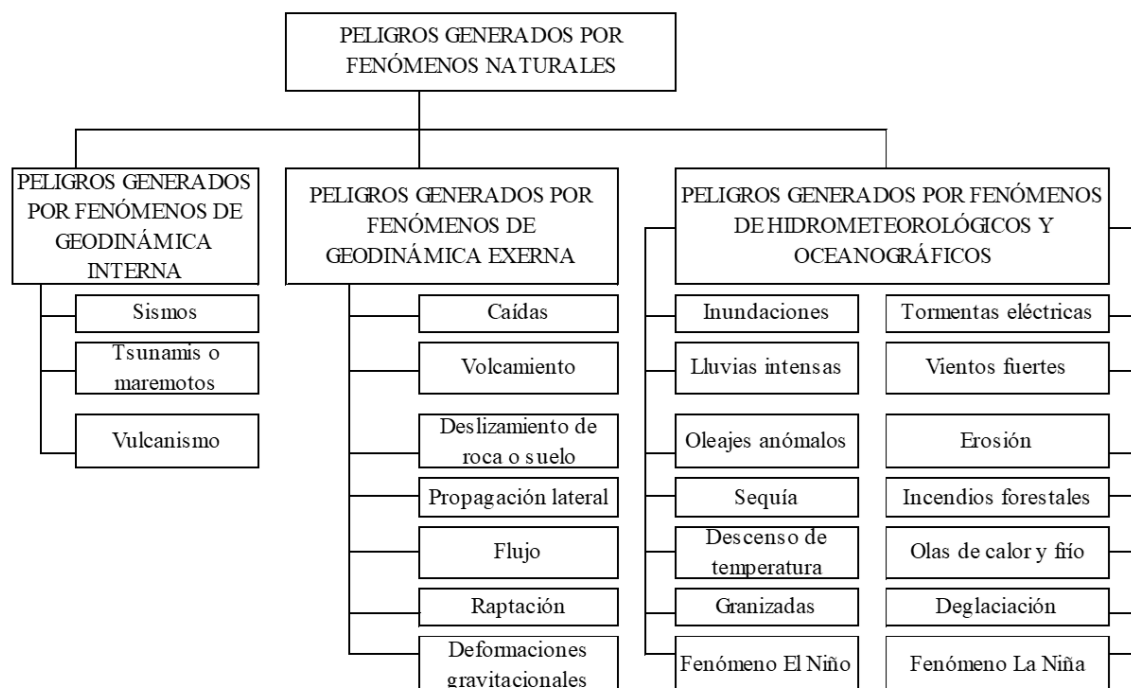 PELIGROS GENERADOS POR
FENÓMENOS NATURALES
PELIGROS GENERADOS
POR FENÓMENOS DE
GEODINÁMICA
INTERNA
Sismos
Tsunamis o
maremotos
Vulcanismo
PELIGROS GENERADOS POR
FENÓMENOS DE
GEODINÁMICA EXERNA
Caídas
Volcamiento
Deslizamiento de
roca o suelo
Propagación lateral
Flujo
Raptación
Deformaciones
gravitacionales
PELIGROS GENERADOS POR FENÓMENOS
DE HIDROMETEOROLÓGICOS Y
OCEANOGRÁFICOS
Inundaciones
Lluvias intensas
Oleajes anómalos
Sequía
Descenso de
temperatura
Granizadas
Fenómeno El Niño
Tormentas eléctricas
Vientos fuertes
Erosión
Incendios forestales
Olas de calor y frío
Deglaciación
Fenómeno La Niña